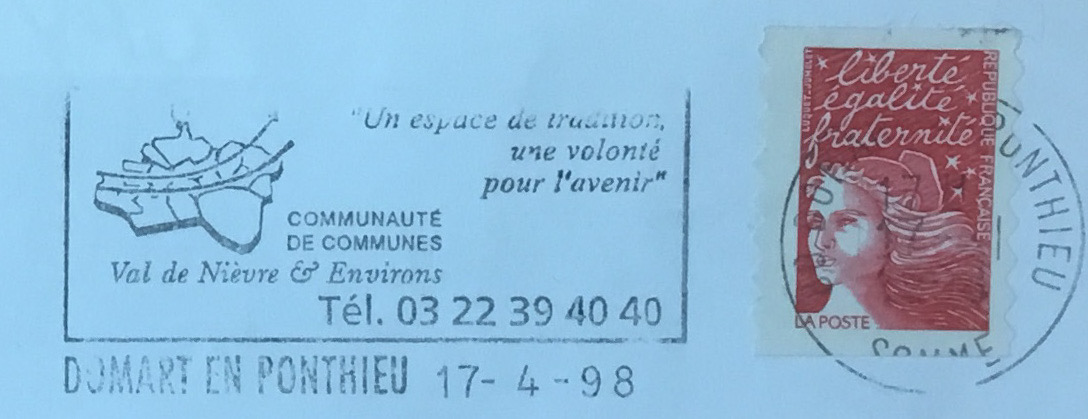 "Un espace de tradition,
une volonté
pour l'avenir"
COMMUNAUTÉ
DE COMMUNES
Val de Nièvre & Environs
Tél. 03 22 39 40 40
DOMART EN PONTHIEU 17-4-98
liberté
égalité
fraternité
REPUBLIQUE FRANÇAISE
LA POSTE
PONTHIEU
SOMME